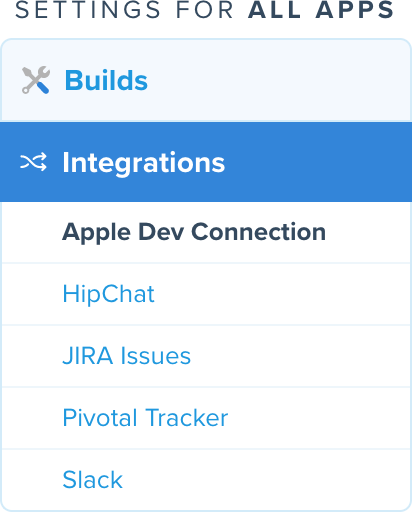 SETTINGS FOR ALL APPS
Builds
Integrations
Apple Dev Connection
HipChat
JIRA Issues
Pivotal Tracker
Slack